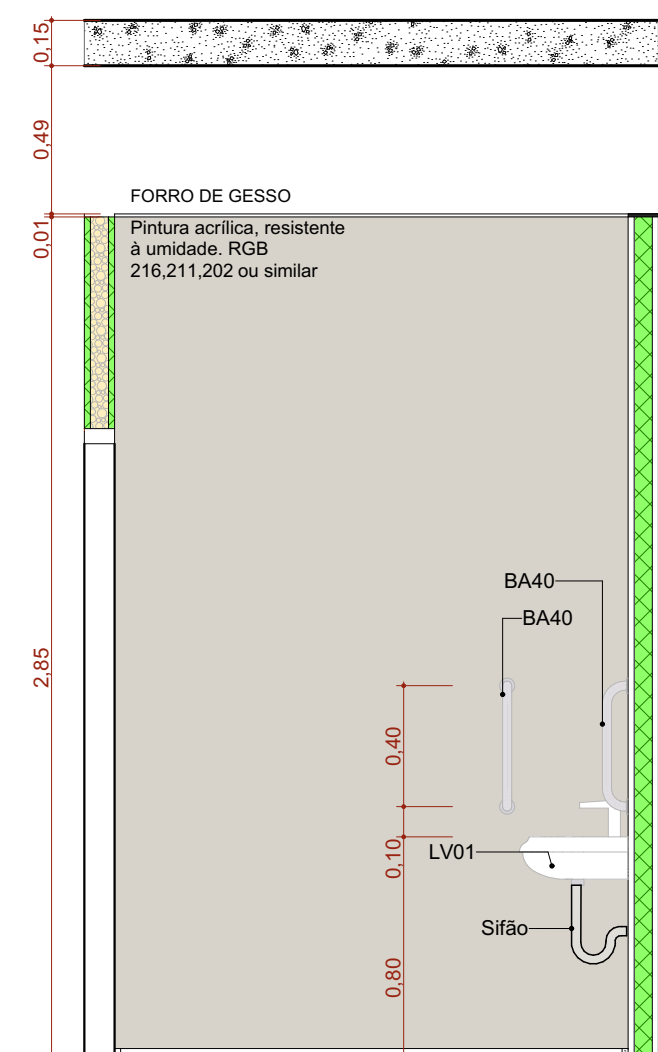 0,15
0,49
FORRO DE GESSO
0,01
Pintura acrílica, resistente
à umidade. RGB
216,211,202 ou similar
BA40
BA40
2,85
0,40
0,10
LV01
Sifão
0,80